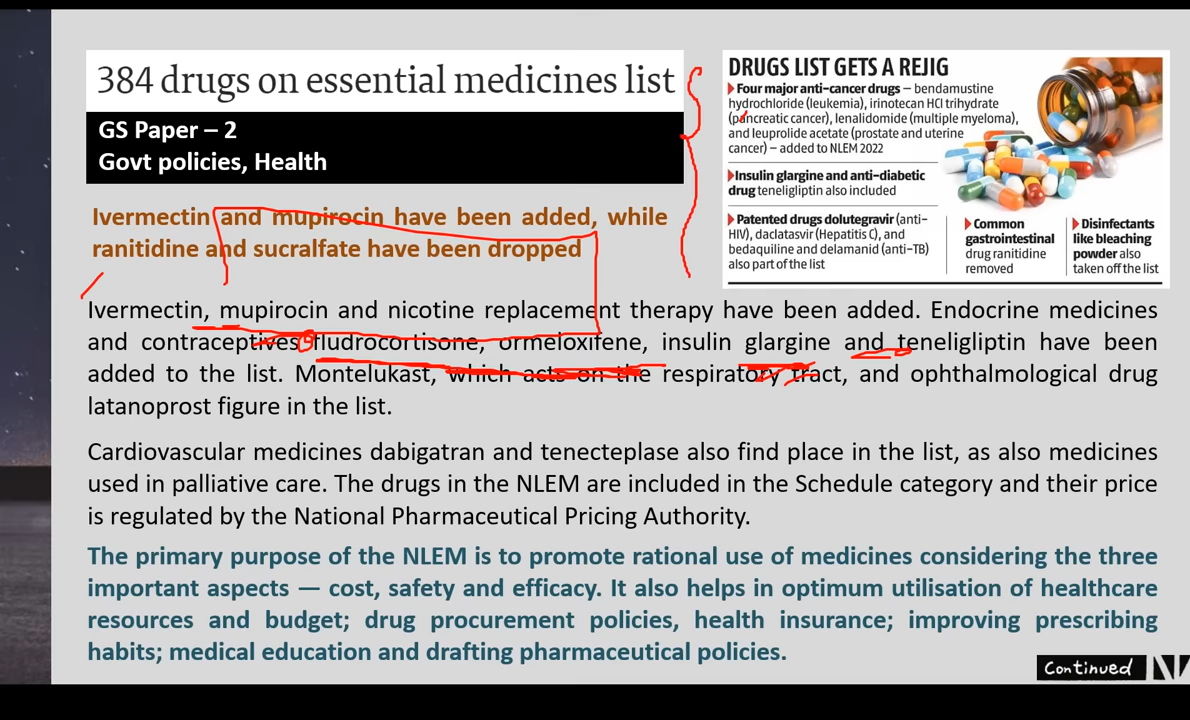 384 drugs on essential medicines list
GS Paper – 2
Govt policies, Health
Ivermectin and mupirocin have been added, while
ranitidine and sucralfate have been dropped
DRUGS LIST GETS A REJIG
Four major anti-cancer drugs – bendamustine
hydrochloride (leukemia), irinotecan HCI trihydrate
(pancreatic cancer), lenalidomide (multiple myeloma),
and leuprolide acetate (prostate and uterine
cancer) – added to NLEM 2022
Insulin glargine and anti-diabetic
drug teneligliptin also included
Patented drugs dolutegravir (anti-
HIV), daclatasvir (Hepatitis C), and
bedaquiline and delamanid (anti-TB)
also part of the list
Common
gastrointestinal
drug ranitidine
removed
Disinfectants
like bleaching
powder also
taken off the list
Ivermectin, mupirocin and nicotine replacement therapy have been added. Endocrine medicines
and contraceptives fludrocortisone, ormeloxifene, insulin glargine and teneligliptin have been
added to the list. Montelukast, which acts on the respiratory tract, and ophthalmological drug
latanoprost figure in the list.
Cardiovascular medicines dabigatran and tenecteplase also find place in the list, as also medicines
used in palliative care. The drugs in the NLEM are included in the Schedule category and their price
is regulated by the National Pharmaceutical Pricing Authority.
The primary purpose of the NLEM is to promote rational use of medicines considering the three
important aspects — cost, safety and efficacy. It also helps in optimum utilisation of healthcare
resources and budget; drug procurement policies, health insurance; improving prescribing
habits; medical education and drafting pharmaceutical policies.
Continued